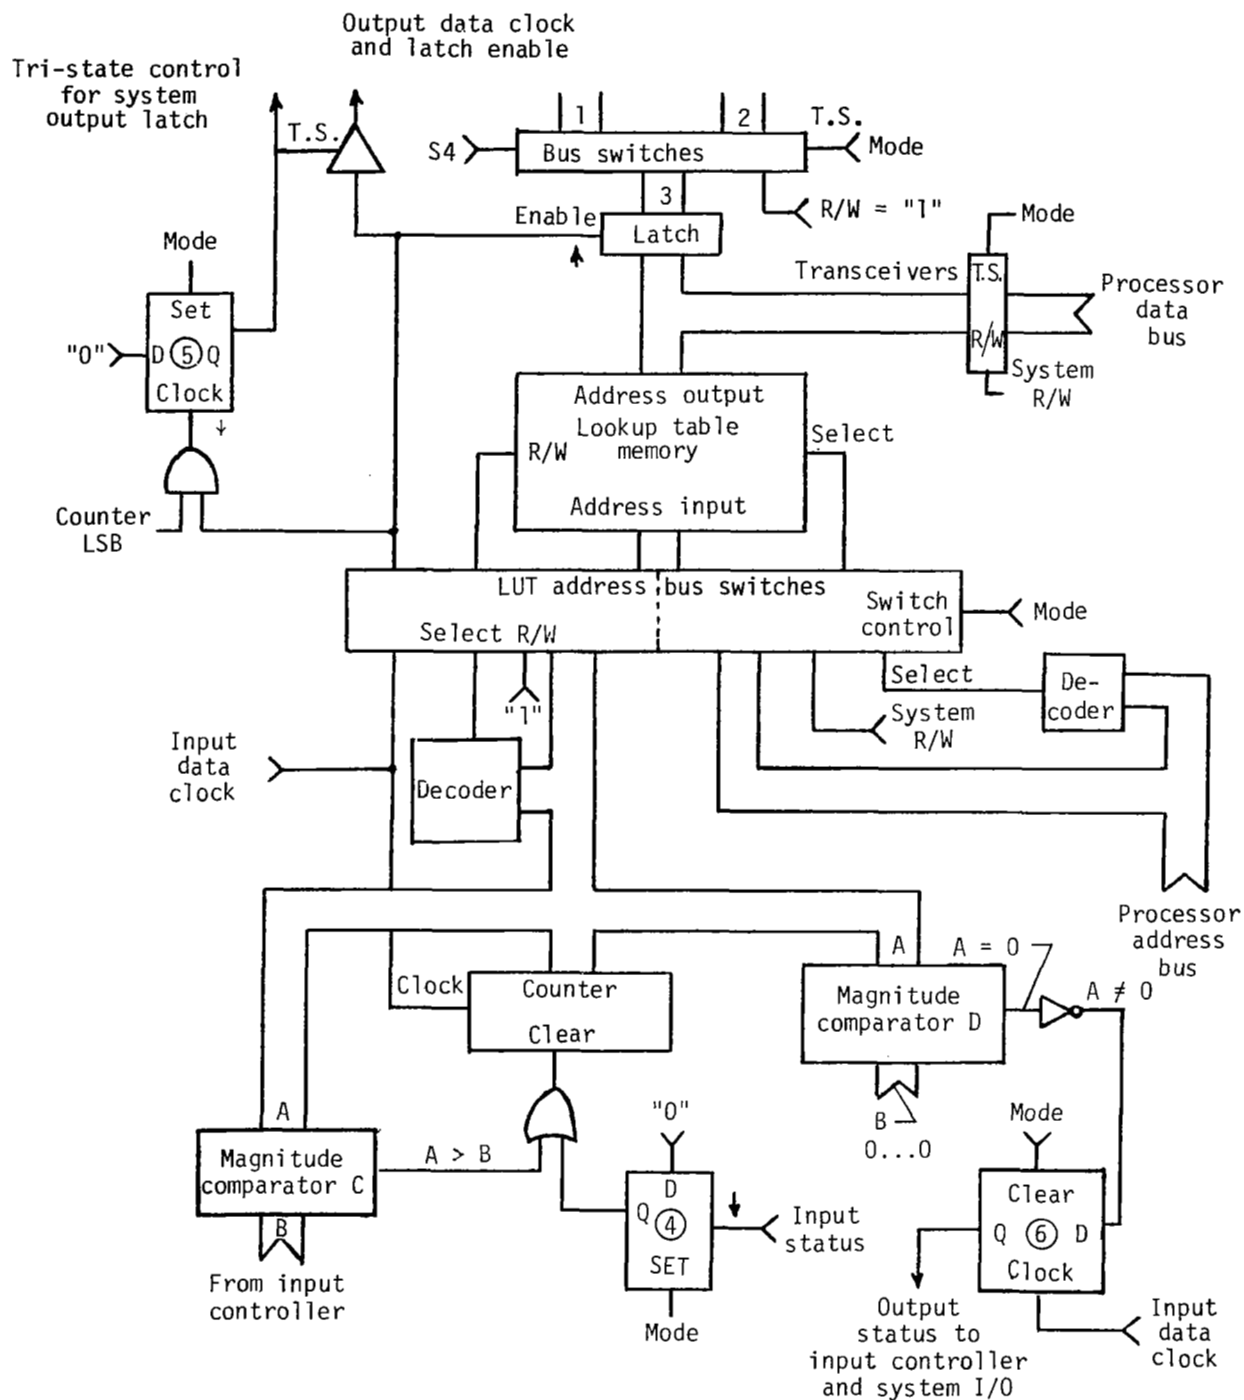 Output data clock
and latch enable
Tri-state control
for system
output latch
T.S.
1
2
T.S.
S4
Bus switches
Mode
3
R/W = "1"
Enable
Latch
Mode
Mode
Transceivers
T.S.
Processor
data
bus
Set
"0"
D 5 Q
R/W
Clock
System
R/W
Address output
Lookup table
memory
Select
R/W
Address input
Counter
LSB
LUT address bus switches
Switch
control
Mode
Select R/W
Select
De-
coder
"1"
System
R/W
Input
data
clock
Decoder
Processor
address
bus
A
A = 0
A ≠ 0
Clock
Counter
Clear
Magnitude
comparator D
"0"
B
0...0
Mode
A
Magnitude
comparator C
A > B
D
Q 4
SET
Input
status
Clear
Q 6 D
Clock
B
From input
controller
Mode
Output
status to
input controller
and system I/O
Input
data
clock